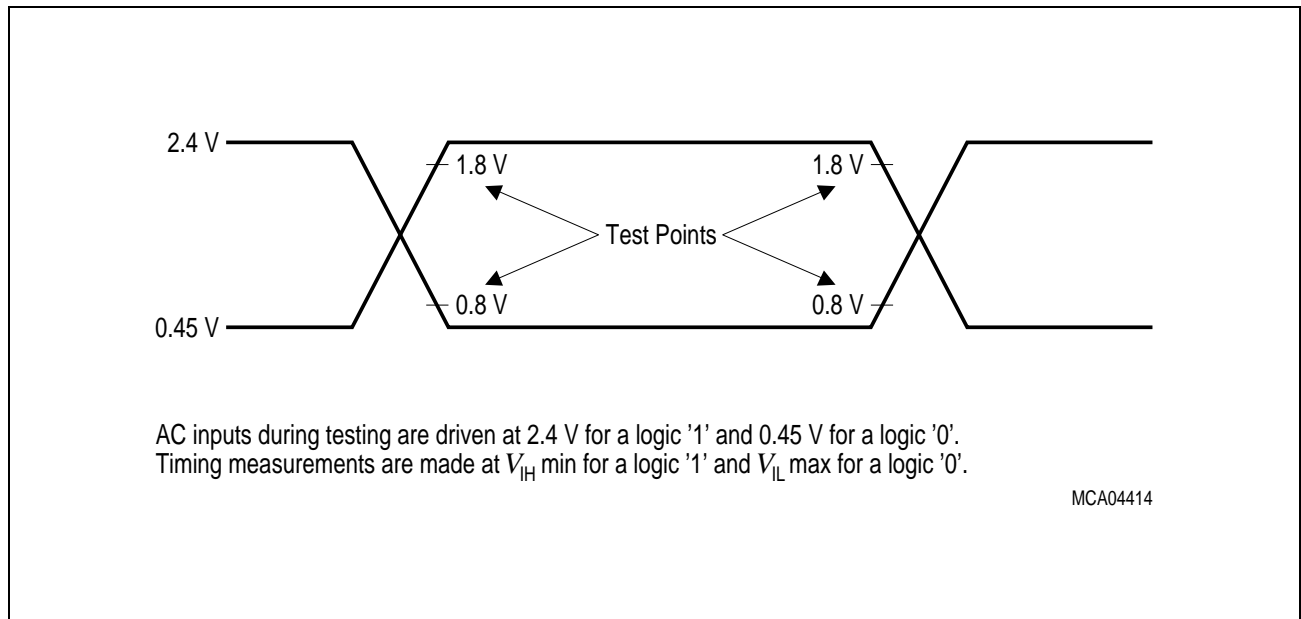 2.4 V
1.8 V 1.8 V
Test Points
0.8 V 0.8 V
0.45 V
AC inputs during testing are driven at 2.4 V for a logic ’1’ and 0.45 V for a logic ’0’.
Timing measurements are made at VIH min for a logic ’1’ and VIL max for a logic ’0’.
MCA04414